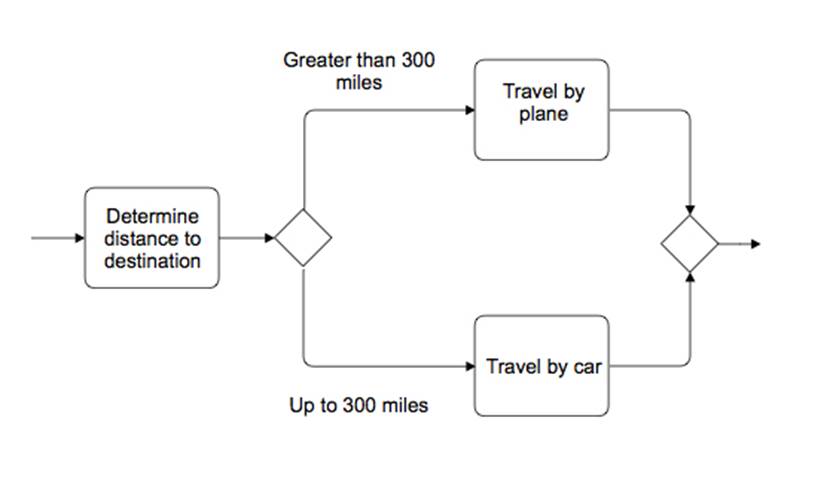 Greater than 300
miles
Travel by
plane
Determine
distance to
destination
Travel by car
Up to 300 miles